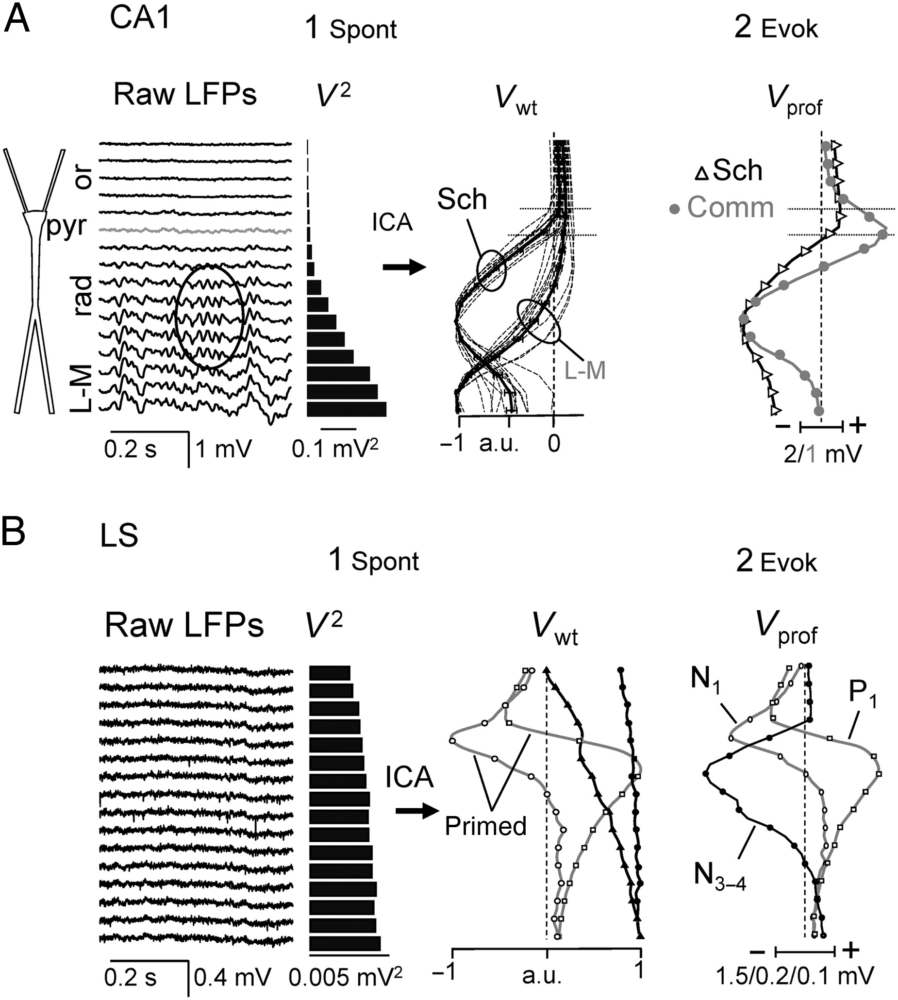 A CA1
1 Spont
2 Evok
Raw LFPs
V2
Vwt
Vprof
or
pyr
rad
L-M
ICA
Sch
L-M
Sch
Comm
0.2 s
1 mV
0.1 mV2
−1 a.u. 0
− +
2/1 mV
B LS
1 Spont
2 Evok
Raw LFPs
V2
Vwt
Vprof
ICA
Primed
N1
P1
N3–4
0.2 s
0.4 mV
0.005 mV2
−1 a.u. 1
− +
1.5/0.2/0.1 mV